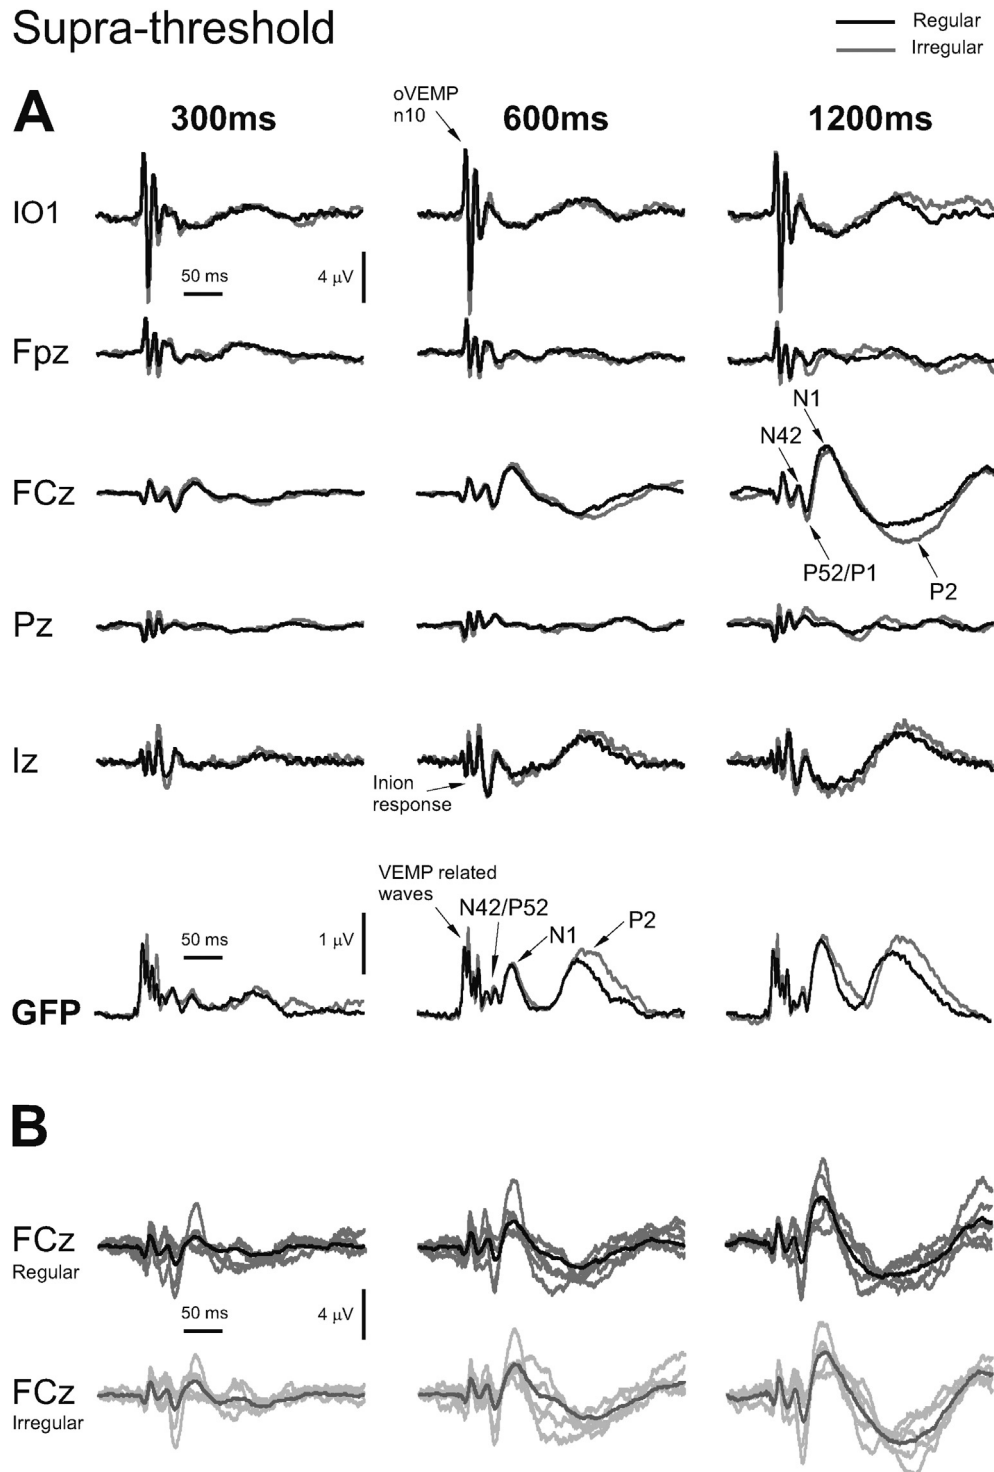 Supra-threshold
Regular
Irregular
A
300ms
oVEMP
n10
600ms
1200ms
IO1
50 ms
4 µV
Fpz
N1
N42
FCz
P52/P1
P2
Pz
Iz
Inion
response
VEMP related
waves
N42/P52
N1
P2
50 ms
1 µV
GFP
B
FCz
Regular
50 ms
4 µV
FCz
Irregular